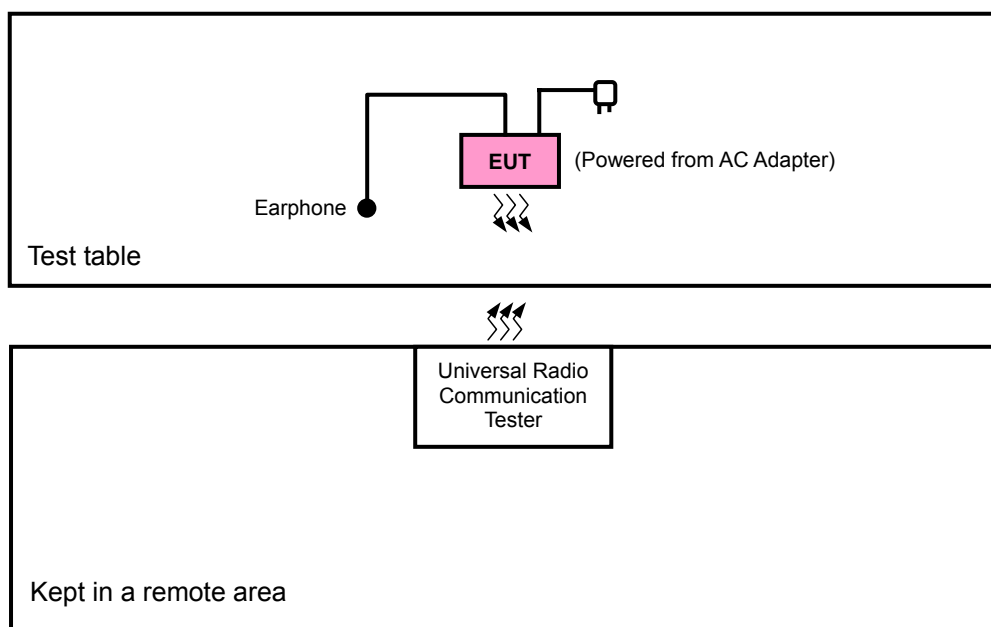 EUT
(Powered from AC Adapter)
Earphone
Test table
Universal Radio
Communication
Tester
Kept in a remote area